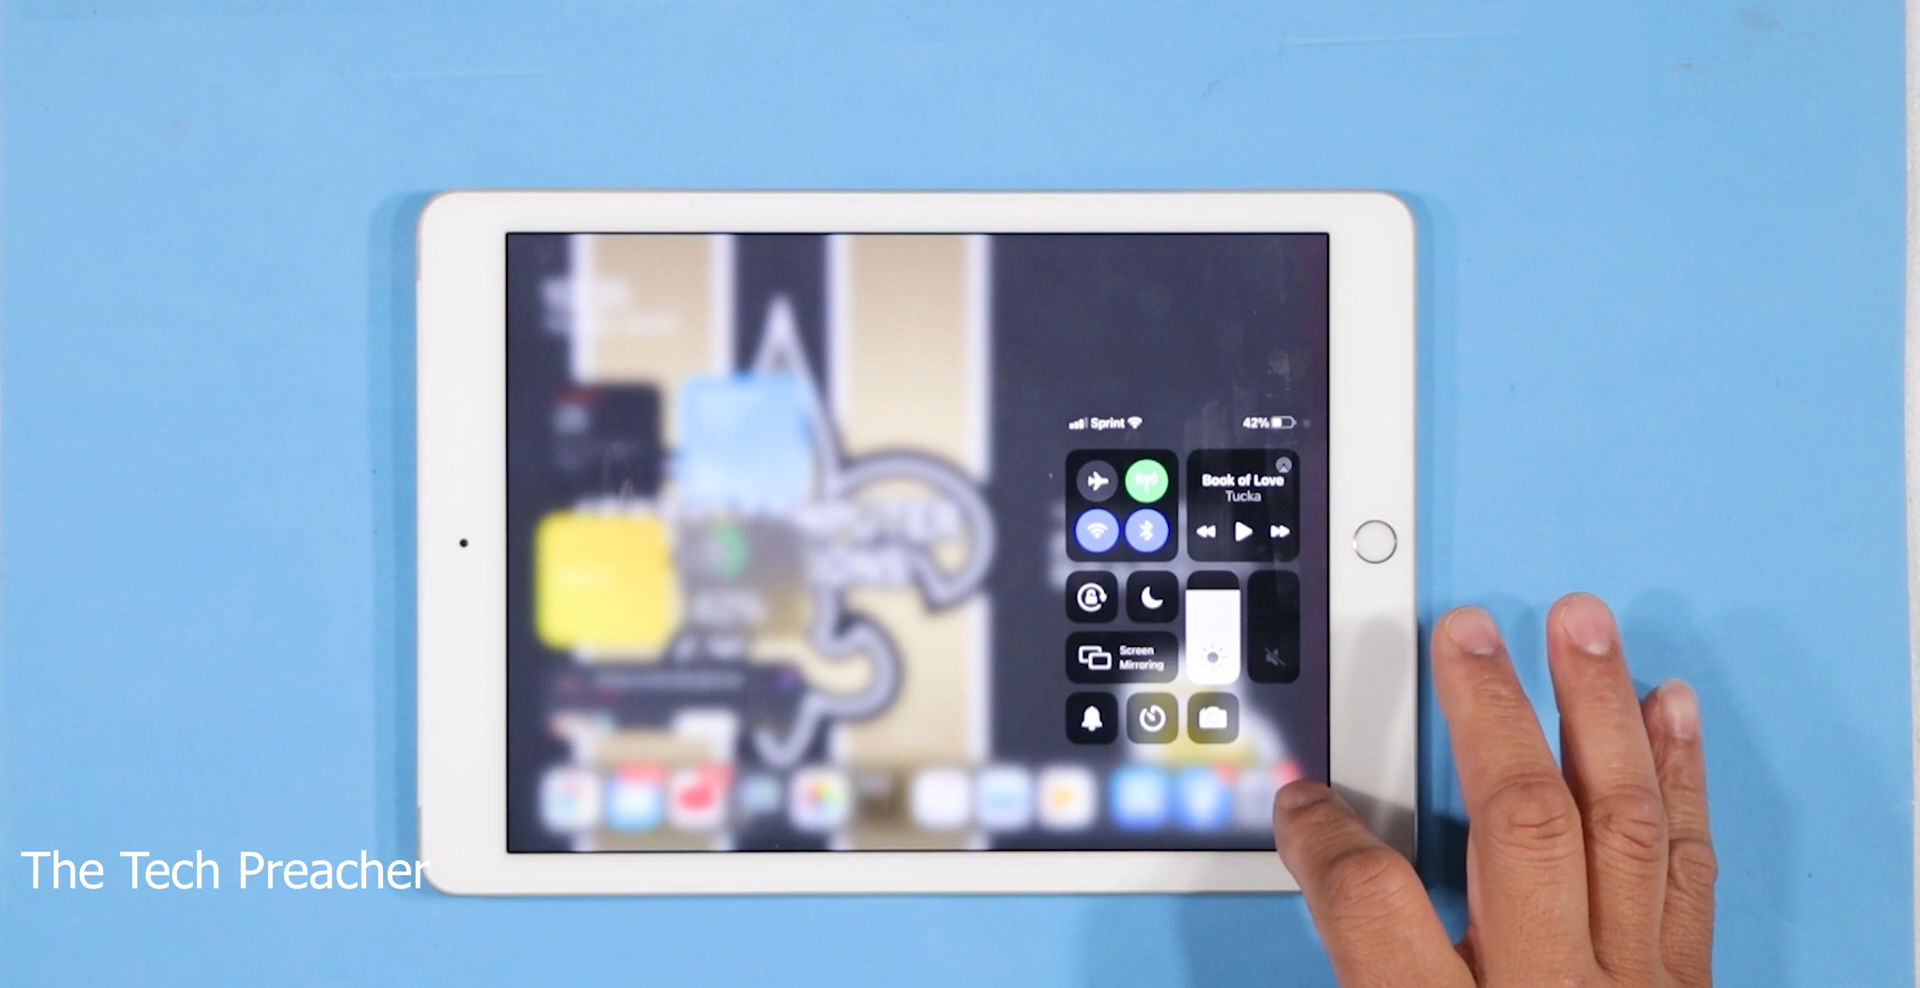 Sprint
42%
Book of Love
Tucka
Screen
Mirroring
The Tech Preacher